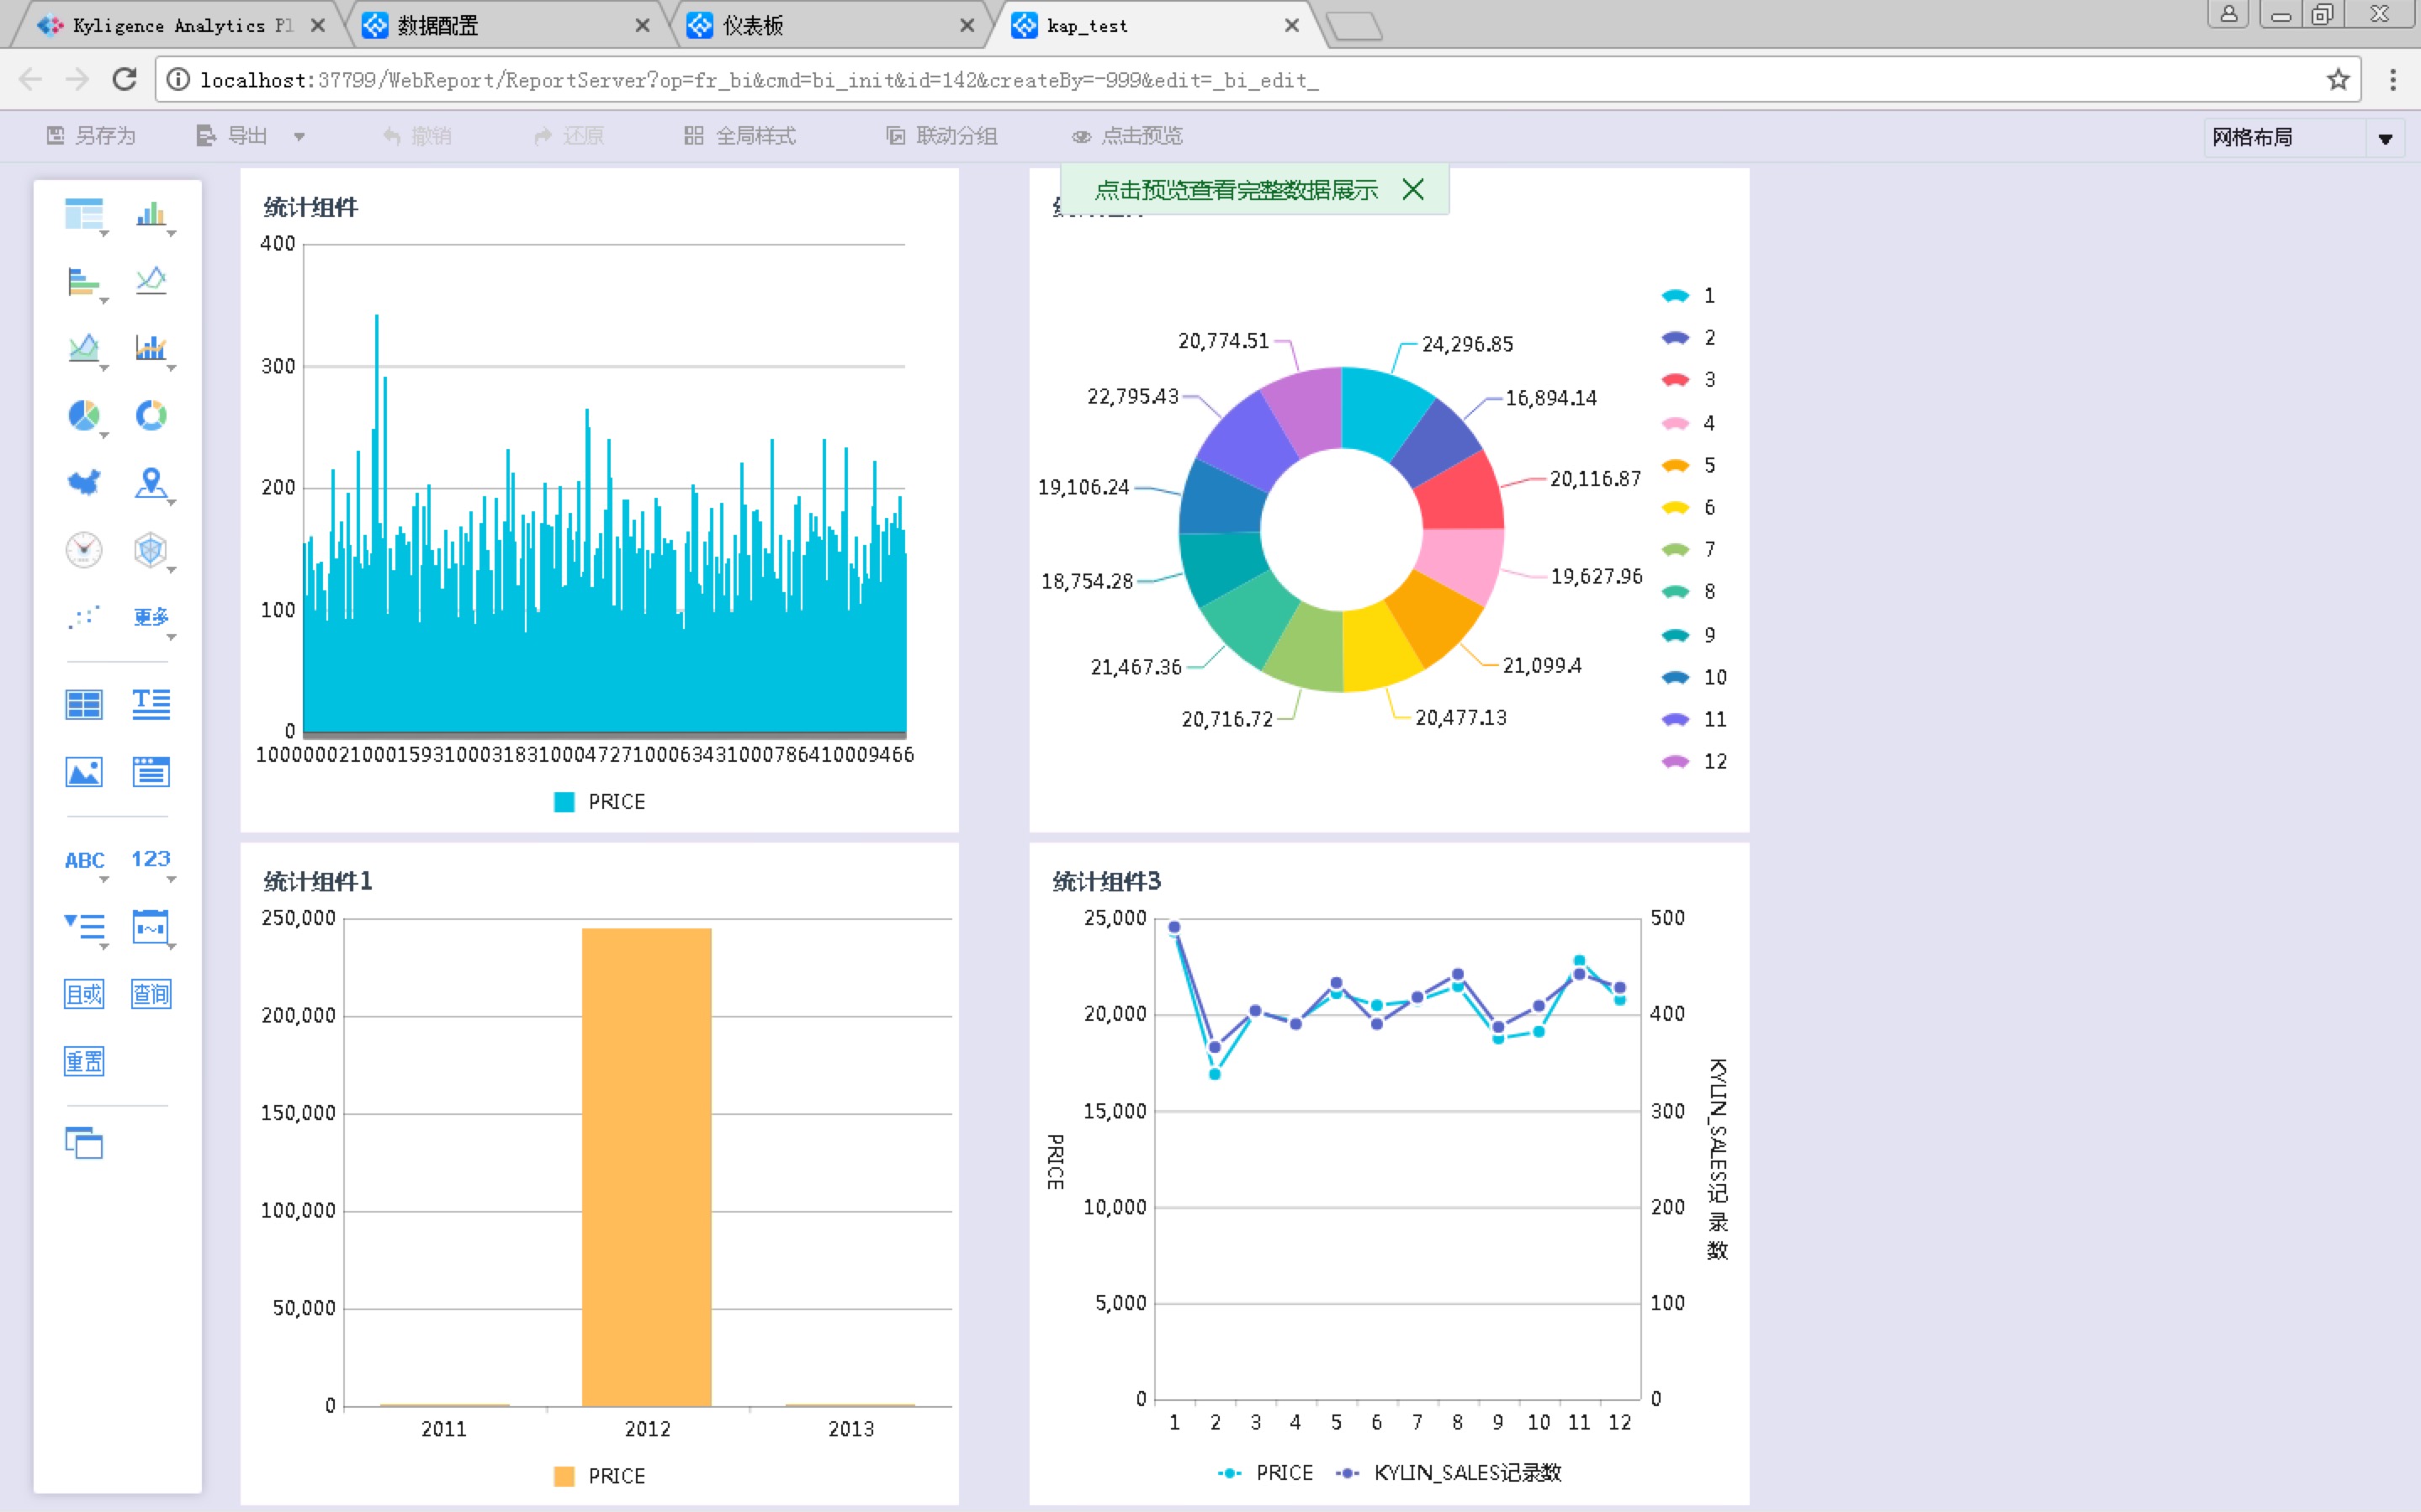 Kyligence Analytics Pl
数据配置
仪表板
kap_test
localhost:37799/WebReport/ReportServer?op=fr_bi&cmd=bi_init&id=142&createBy=-999&edit=_bi_edit_
另存为 导出 撤销 还原 全局样式 联动分组 点击预览 网格布局
点击预览查看完整数据展示
更多
ABC 123
且或 查询
重置
统计组件
400
300
200
100
0
10000002100015931000318310004727100063431000786410009466
PRICE
20,774.51
24,296.85
22,795.43
16,894.14
19,106.24
20,116.87
18,754.28
19,627.96
21,467.36
21,099.4
20,716.72
20,477.13
1
2
3
4
5
6
7
8
9
10
11
12
统计组件1
250,000
200,000
150,000
100,000
50,000
0
2011 2012 2013
PRICE
统计组件3
25,000
20,000
15,000
10,000
5,000
0
PRICE
500
400
300
200
100
0
KYLIN_SALES记录数
1 2 3 4 5 6 7 8 9 10 11 12
PRICE KYLIN_SALES记录数